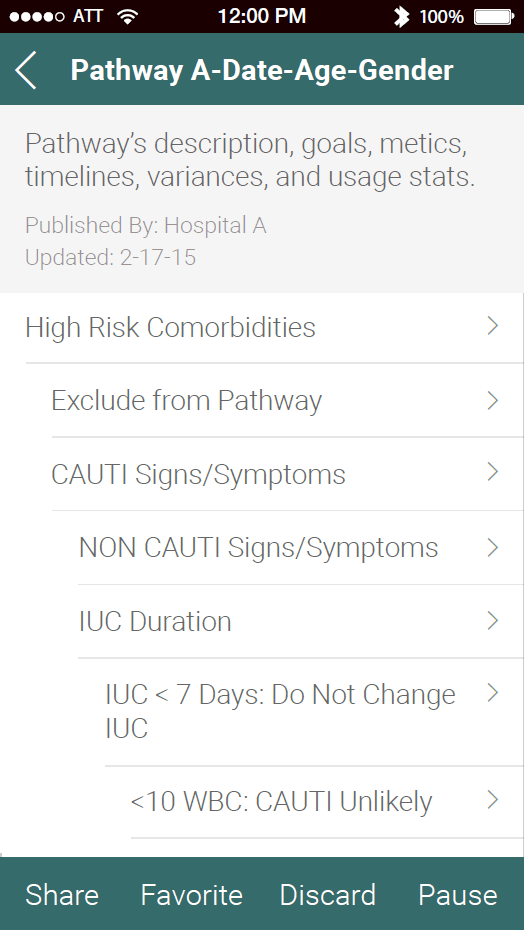 ATT 12:00 PM 100%
Pathway A-Date-Age-Gender
Pathway’s description, goals, metics,
timelines, variances, and usage stats.
Published By: Hospital A
Updated: 2-17-15
High Risk Comorbidities
Exclude from Pathway
CAUTI Signs/Symptoms
NON CAUTI Signs/Symptoms
IUC Duration
IUC < 7 Days: Do Not Change
IUC
<10 WBC: CAUTI Unlikely
Share Favorite Discard Pause